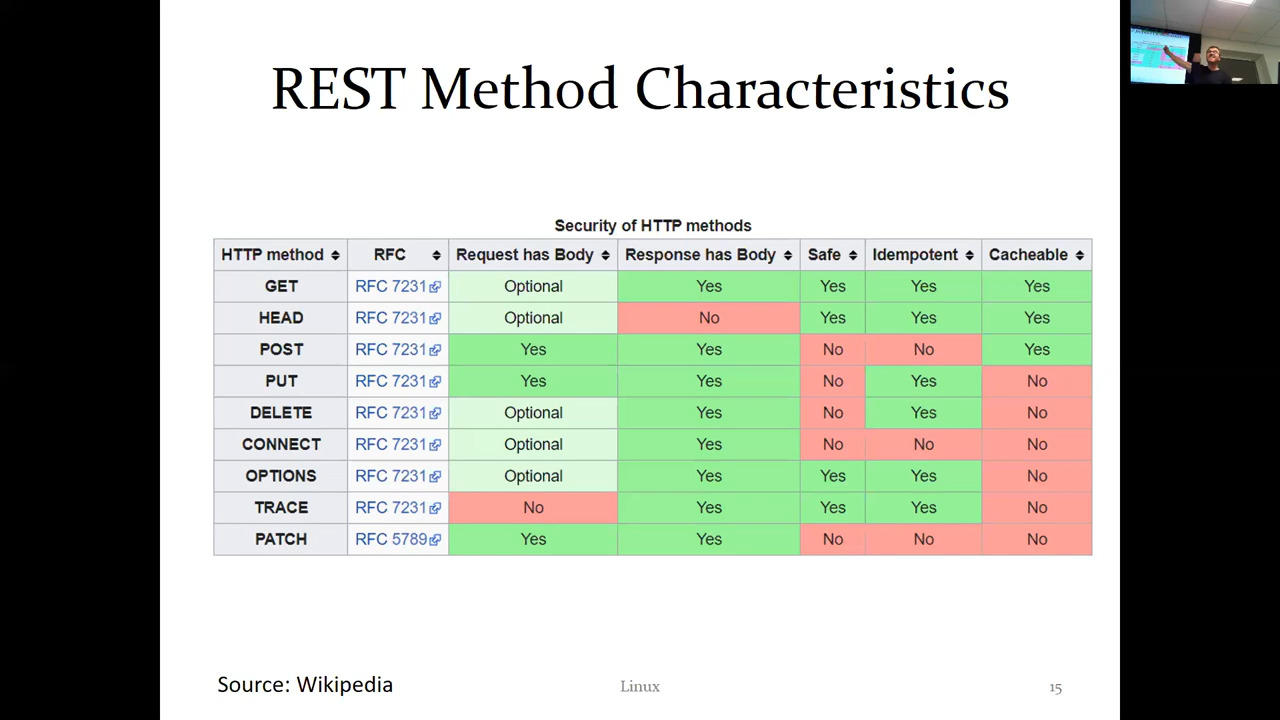 REST Method Characteristics
Security of HTTP methods
HTTP method RFC Request has Body Response has Body Safe Idempotent Cacheable
GET RFC 7231 Optional Yes Yes Yes Yes
HEAD RFC 7231 Optional No Yes Yes Yes
POST RFC 7231 Yes Yes No No Yes
PUT RFC 7231 Yes Yes No Yes No
DELETE RFC 7231 Optional Yes No Yes No
CONNECT RFC 7231 Optional Yes No No No
OPTIONS RFC 7231 Optional Yes Yes Yes No
TRACE RFC 7231 No Yes Yes Yes No
PATCH RFC 5789 Yes Yes No No No
Source: Wikipedia
Linux
15